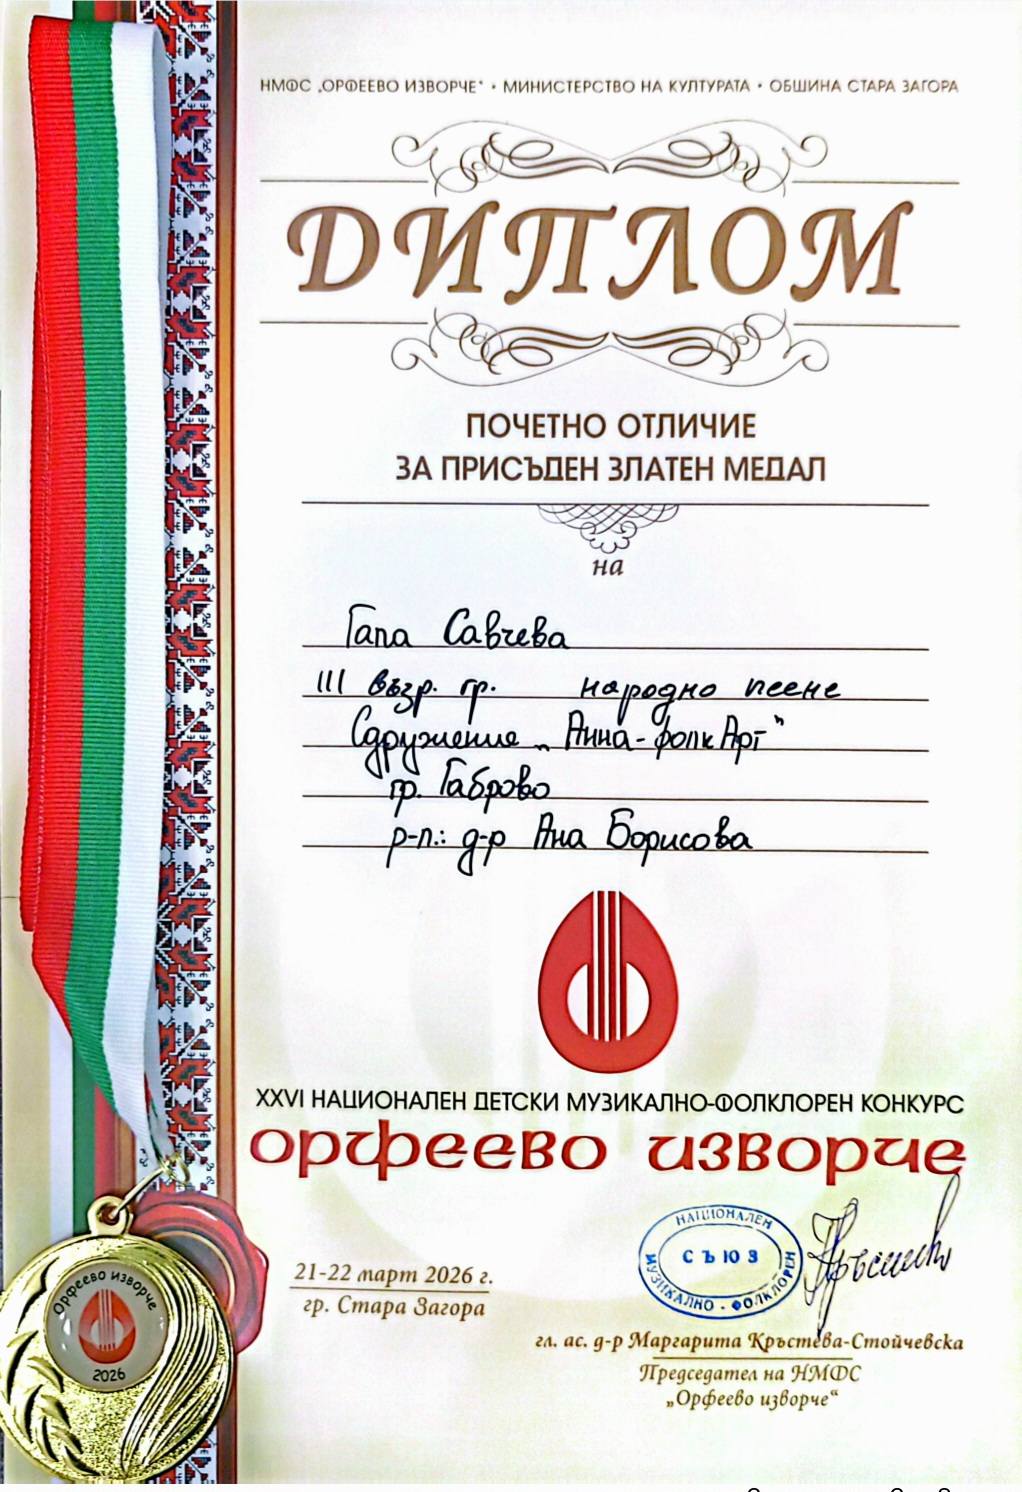 НМФС „ОРФЕЕВО ИЗВОРЧЕ“ • МИНИСТЕРСТВО НА КУЛТУРАТА • ОБЩИНА СТАРА ЗАГОРА
ДИПЛОМ
ПОЧЕТНО ОТЛИЧИЕ
ЗА ПРИСЪДЕН ЗЛАТЕН МЕДАЛ
на
Гапа Савчева
III възр. гр. народно пеене
Сдружение „Анна-фолк Арт“
гр. Габрово
р-л.: д-р Ана Борисова
XXVI НАЦИОНАЛЕН ДЕТСКИ МУЗИКАЛНО-ФОЛКЛОРЕН КОНКУРС
орфеево изворче
НАЦИОНАЛЕН
СЪЮЗ
МУЗИКАЛНО-ФОЛКЛОРЕН
21-22 март 2026 г.
гр. Стара Загора
гл. ас. д-р Маргарита Кръстева-Стойчевска
Председател на НМФС
„Орфеево изворче“
Орфеево изворче
2026